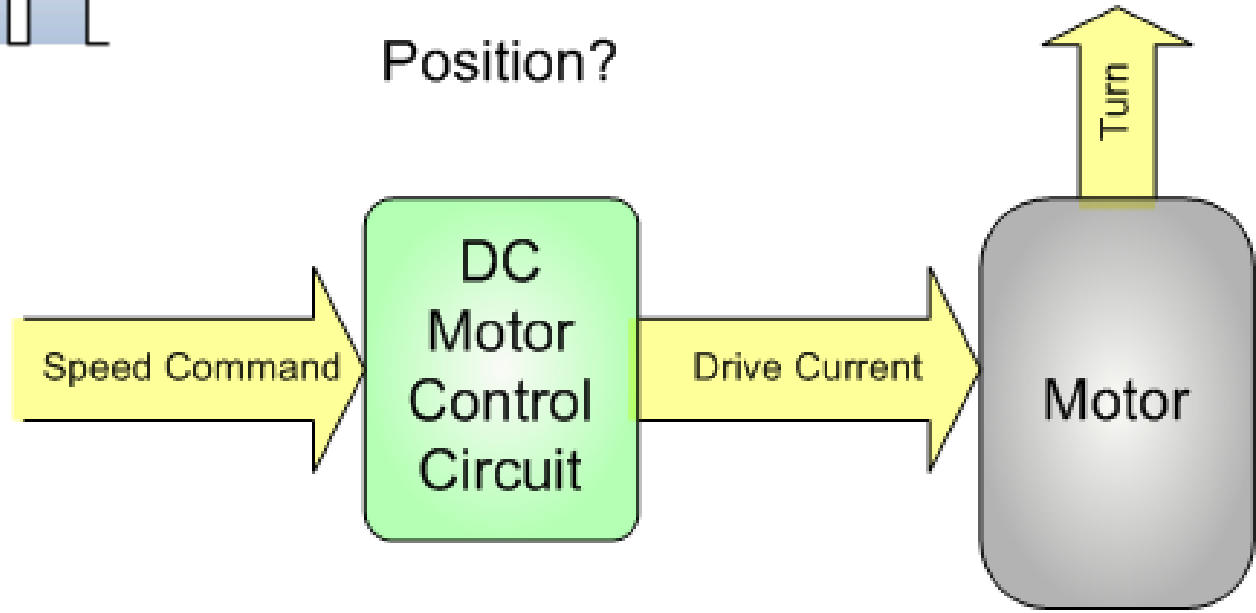 Position?
Turn
Speed Command
DC
Motor
Control
Circuit
Drive Current
Motor